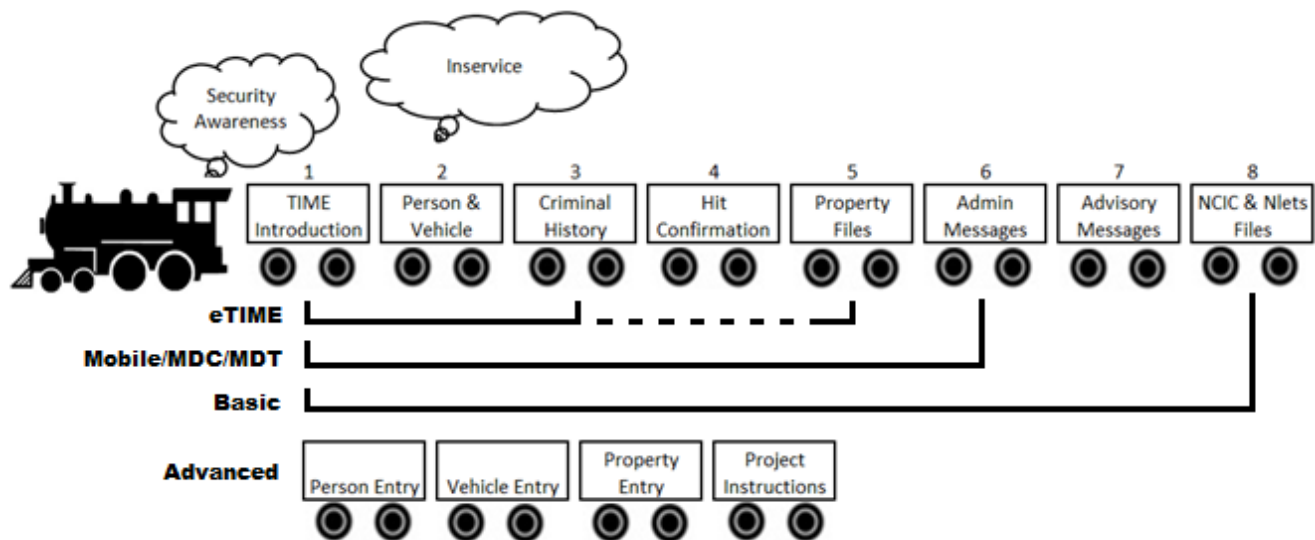 Inservice
Security
Awareness
1 2 3 4 5 6 7 8
TIME Introduction
Person & Vehicle
Criminal History
Hit Confirmation
Property Files
Admin Messages
Advisory Messages
NCIC & Nlets Files
eTIME
Mobile/MDC/MDT
Basic
Advanced
Person Entry
Vehicle Entry
Property Entry
Project Instructions